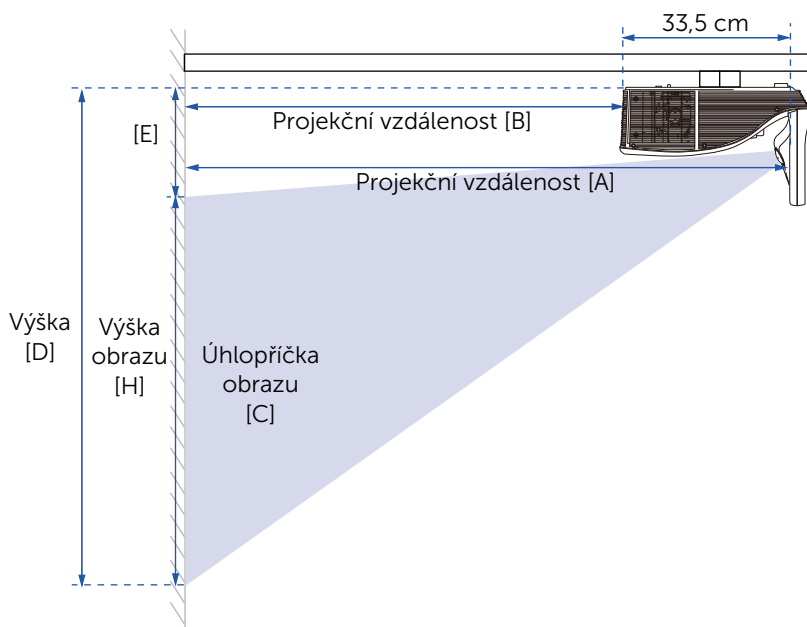 33,5 cm
[E]
Projekční vzdálenost [B]
Projekční vzdálenost [A]
Výška
[D]
Výška
obrazu
[H]
Úhlopříčka
obrazu
[C]